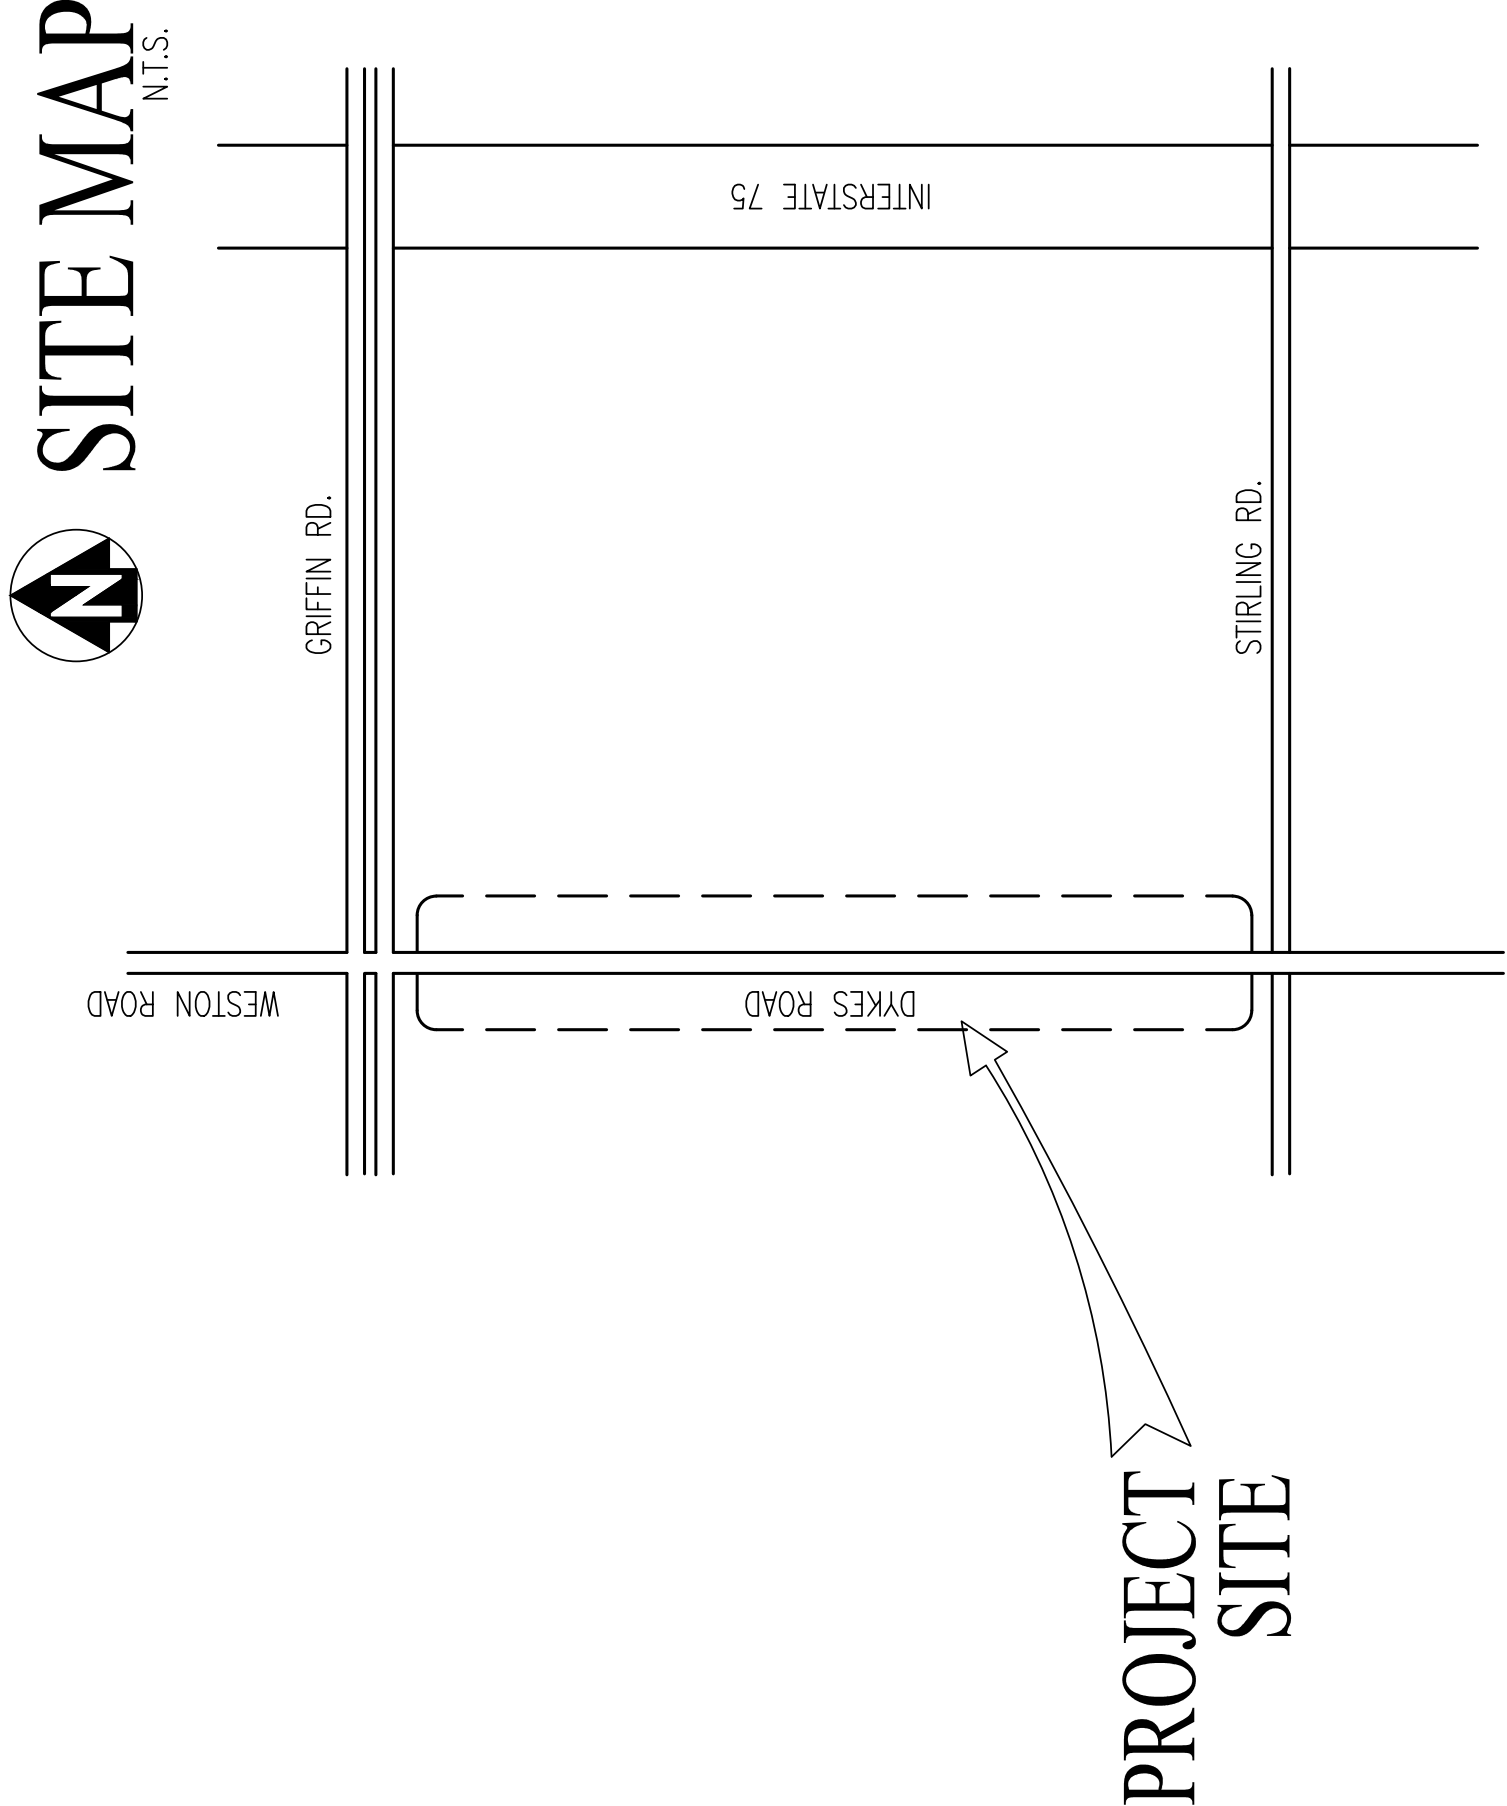 SITE MAP
N.T.S.
N
INTERSTATE 75
GRIFFIN RD.
STIRLING RD.
WESTON ROAD
DYKES ROAD
PROJECT
SITE